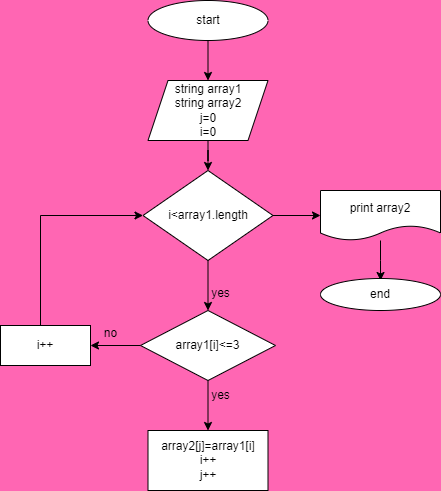 start
string array1
string array2
j=0
i=0
i<array1.length
print array2
yes
end
no
i++
array1[i]<=3
yes
array2[j]=array1[i]
i++
j++